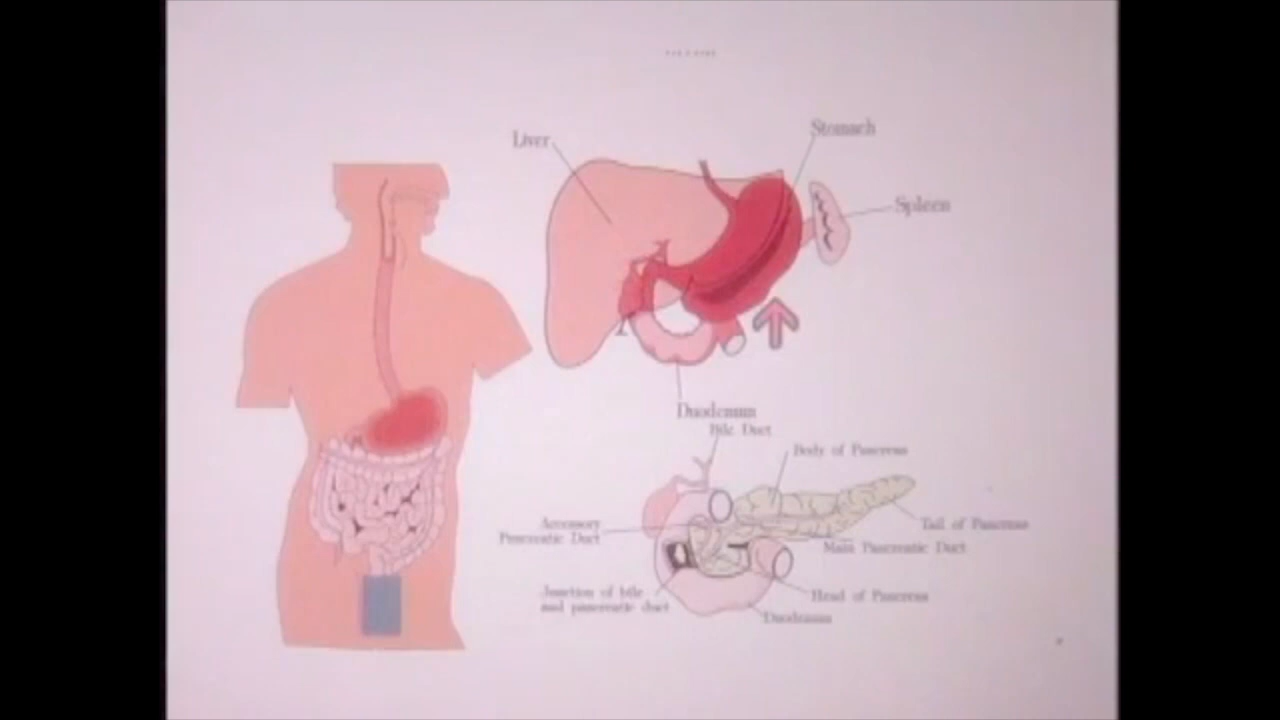 Liver
Stomach
Spleen
Duodenum
Bile Duct
Body of Pancreas
Accessory
Pancreatic Duct
Tail of Pancreas
Main Pancreatic Duct
Junction of bile
and pancreatic duct
Head of Pancreas
Duodenum